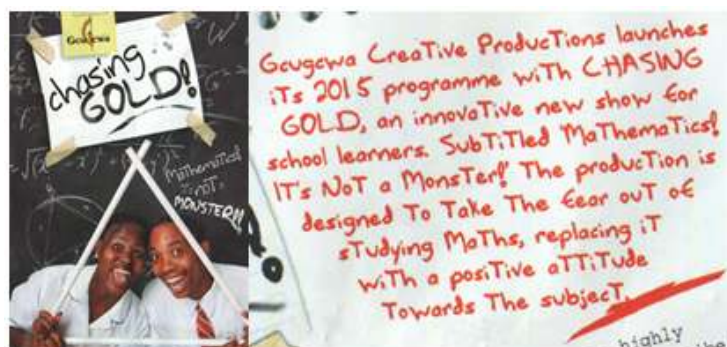 Gcugcwa
chasing
GOLD!
Mathematics!
is not a
MONSTER!!
Gcugcwa Creative Productions launches
its 2015 programme with CHASING
GOLD, an innovative new show for
school learners. Subtitled Mathematics!
It's Not a Monster!' The production is
designed To Take The fear out of
studying Maths, replacing it
with a positive attitude
Towards The subject.
highly
the